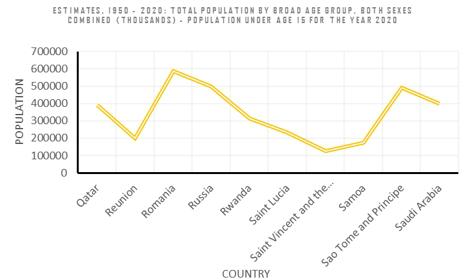 ESTIMATES, 1950 - 2020: TOTAL POPULATION BY BROAD AGE GROUP, BOTH SEXES
COMBINED (THOUSANDS) - POPULATION UNDER AGE 15 FOR THE YEAR 2020
700000
600000
500000
400000
300000
200000
100000
0
POPULATION
Qatar
Reunion
Romania
Russia
Rwanda
Saint Lucia
Saint Vincent and the...
Samoa
Sao Tome and Principe
Saudi Arabia
COUNTRY